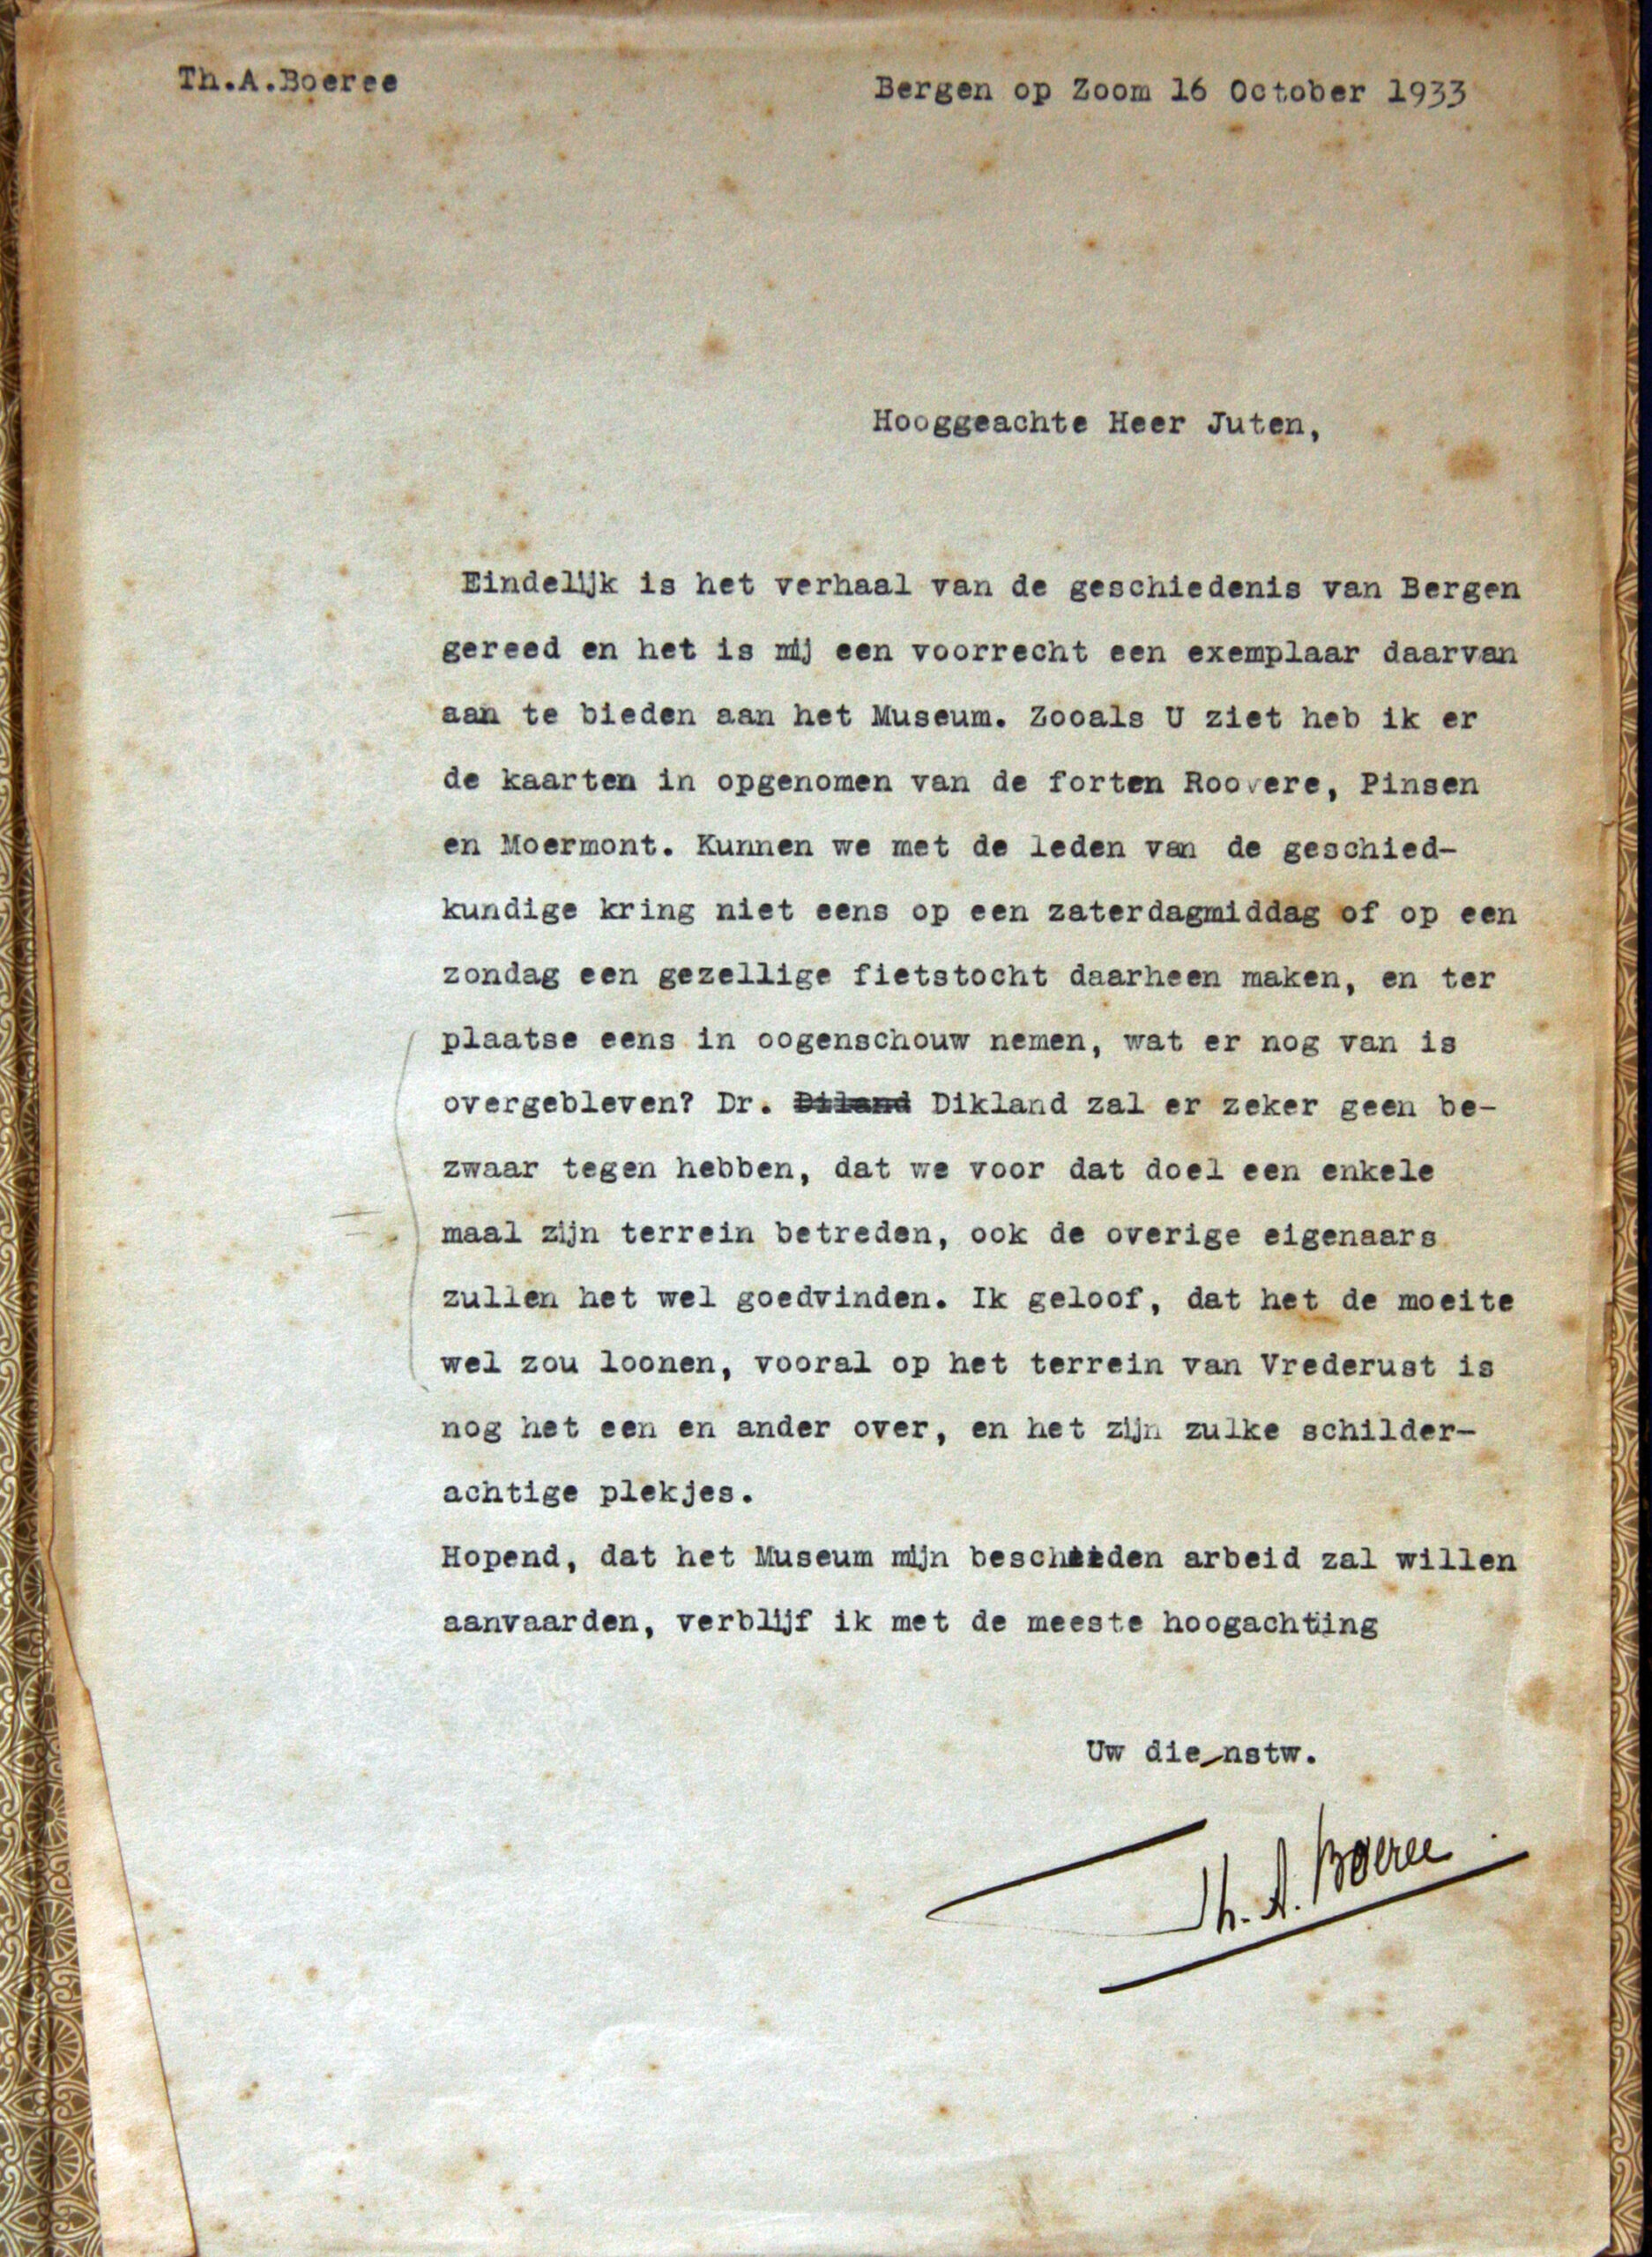 Th.A.Boeree
Bergen op Zoom 16 October 1933
Hooggeachte Heer Juten,
Eindelijk is het verhaal van de geschiedenis van Bergen
gereed en het is mij een voorrecht een exemplaar daarvan
aan te bieden aan het Museum. Zooals U ziet heb ik er
de kaarten in opgenomen van de forten Roovere, Pinsen
en Moermont. Kunnen we met de leden van de geschied-
kundige kring niet eens op een zaterdagmiddag of op een
zondag een gezellige fietstocht daarheen maken, en ter
plaatse eens in oogenschouw nemen, wat er nog van is
overgebleven? Dr. Diland Dikland zal er zeker geen be-
zwaar tegen hebben, dat we voor dat doel een enkele
maal zijn terrein betreden, ook de overige eigenaars
zullen het wel goedvinden. Ik geloof, dat het de moeite
wel zou loonen, vooral op het terrein van Vrederust is
nog het een en ander over, en het zijn zulke schilder-
achtige plekjes.
Hopend, dat het Museum mijn bescheiden arbeid zal willen
aanvaarden, verblijf ik met de meeste hoogachting
Uw dienstw.
Th. A. Boeree